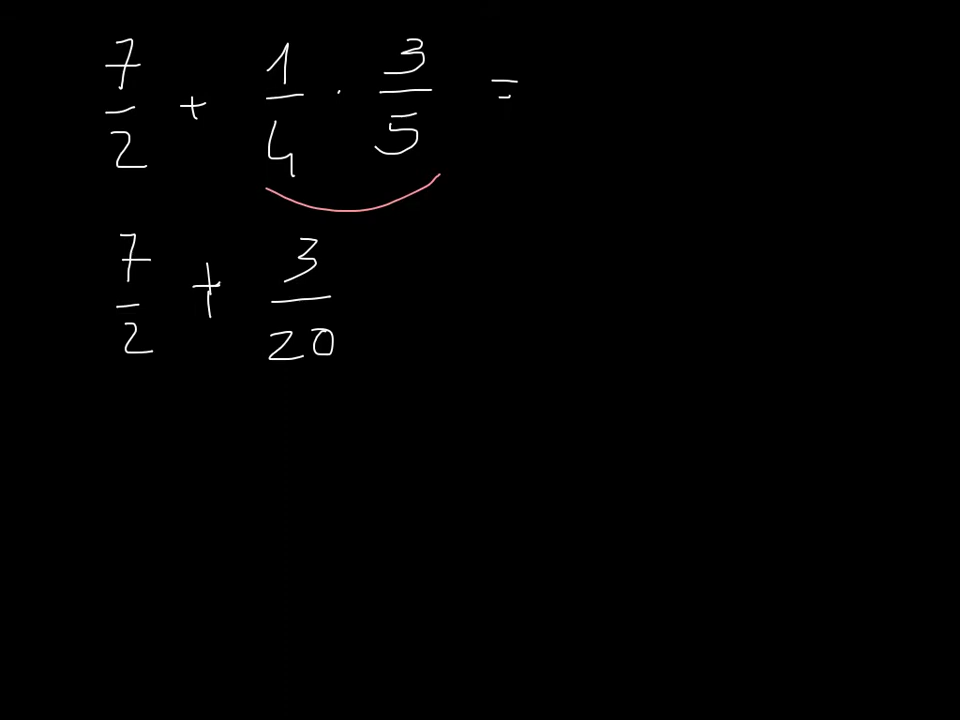 7/2 + 1/4 · 3/5 =
7/2 + 3/20